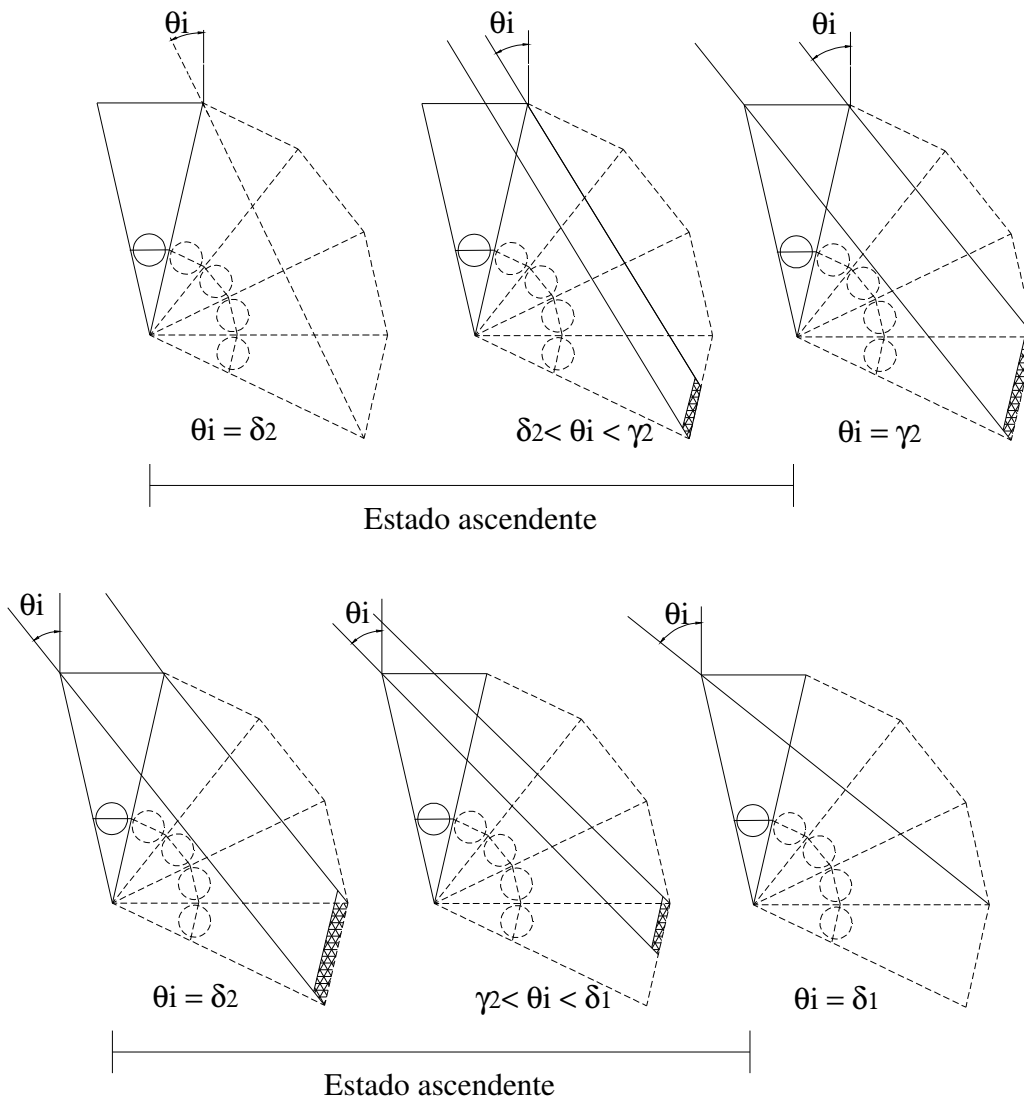 θi
θi
θi
θi = δ2
δ2< θi < γ2
θi = γ2
Estado ascendente
θi
θi
θi
θi = δ2
γ2< θi < δ1
θi = δ1
Estado ascendente